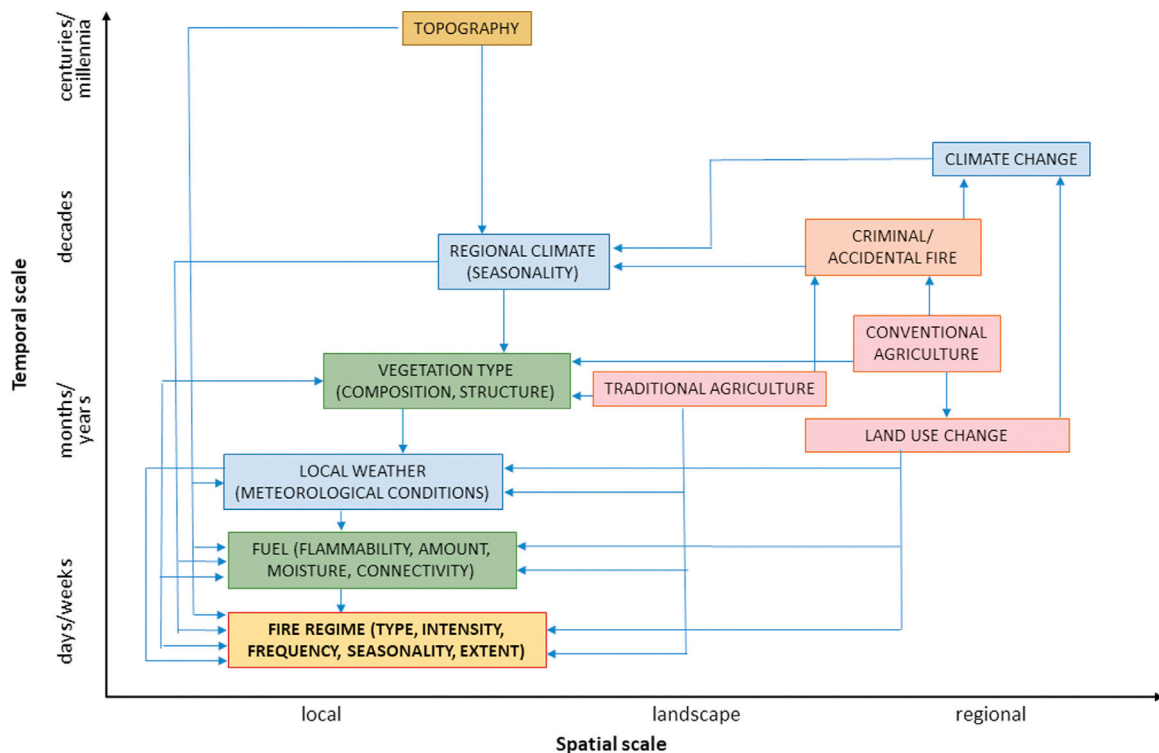 centuries/
millennia
decades
months/
years
days/weeks
Temporal scale
TOPOGRAPHY
CLIMATE CHANGE
REGIONAL CLIMATE
(SEASONALITY)
CRIMINAL/
ACCIDENTAL FIRE
CONVENTIONAL
AGRICULTURE
VEGETATION TYPE
(COMPOSITION, STRUCTURE)
TRADITIONAL AGRICULTURE
LAND USE CHANGE
LOCAL WEATHER
(METEOROLOGICAL CONDITIONS)
FUEL (FLAMMABILITY, AMOUNT,
MOISTURE, CONNECTIVITY)
FIRE REGIME (TYPE, INTENSITY,
FREQUENCY, SEASONALITY, EXTENT)
local
landscape
regional
Spatial scale